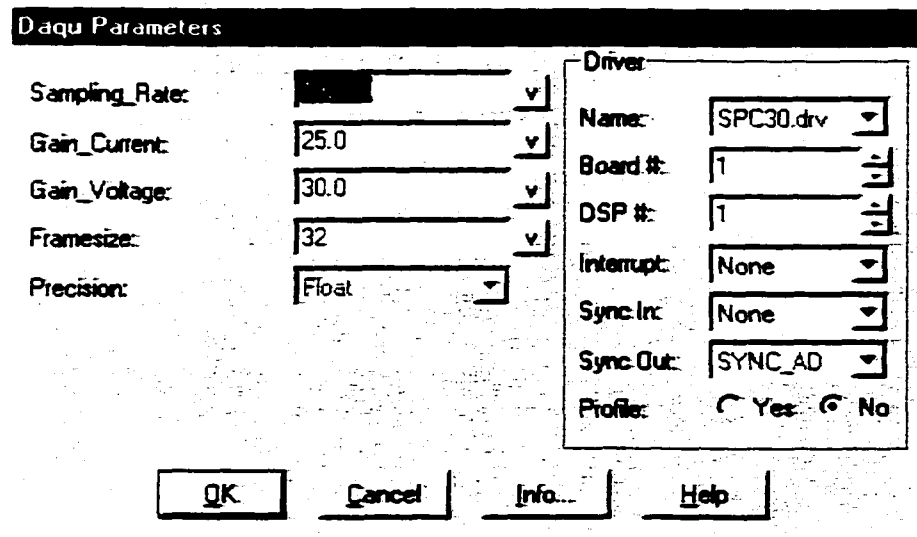 Daqu Parameters
Sampling_Rate:
Gain_Current: 25.0
Gain_Voltage: 30.0
Framesize: 32
Precision: Float
Driver
Name: SPC30.drv
Board #: 1
DSP #: 1
Interrupt: None
Sync In: None
Sync Out: SYNC_AD
Profile: Yes No
OK Cancel Info... Help